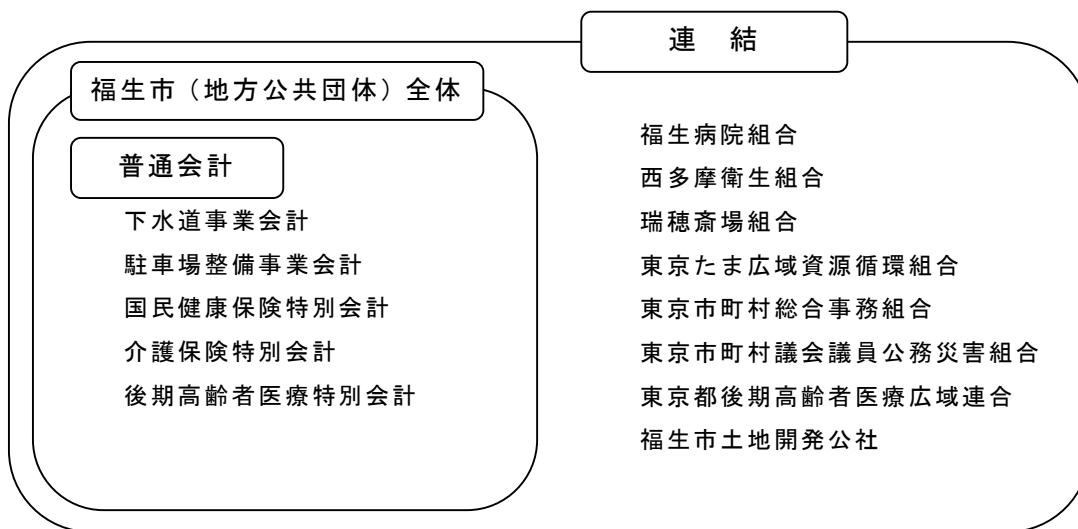 連 結
福生市（地方公共団体）全体
普通会計
下水道事業会計
駐車場整備事業会計
国民健康保険特別会計
介護保険特別会計
後期高齢者医療特別会計
福生病院組合
西多摩衛生組合
瑞穂斎場組合
東京たま広域資源循環組合
東京市町村総合事務組合
東京市町村議会議員公務災害組合
東京都後期高齢者医療広域連合
福生市土地開発公社